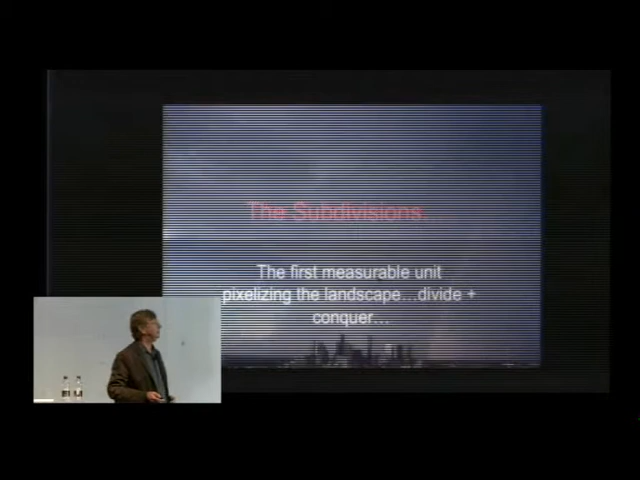 The Subdivisions...
The first measurable unit
pixelizing the landscape...divide +
conquer...